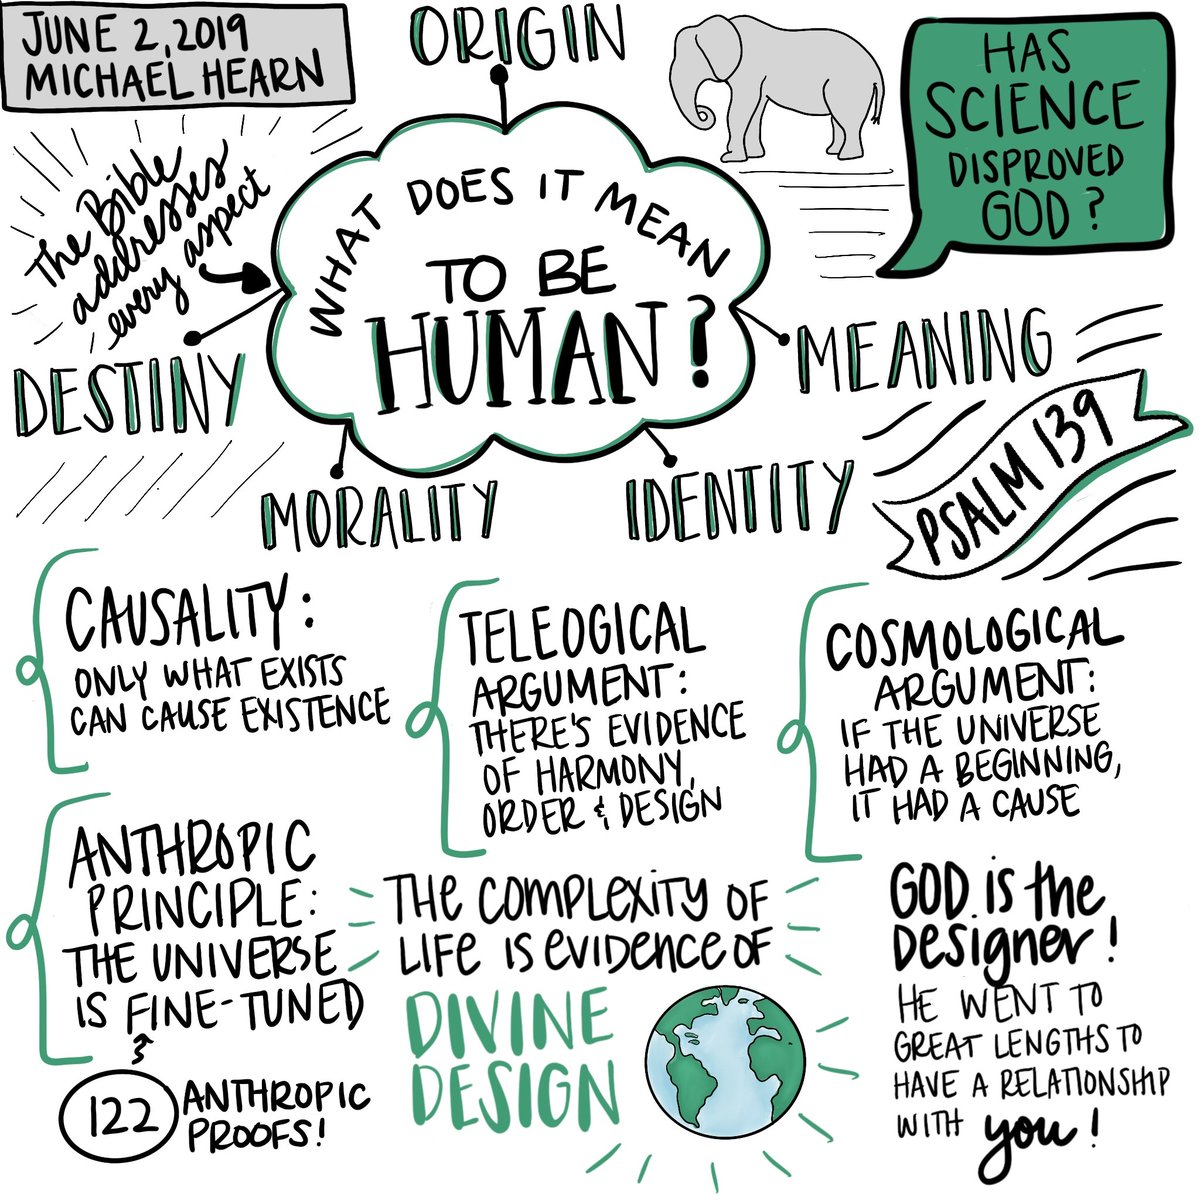 JUNE 2, 2019
MICHAEL HEARN
ORIGIN
HAS
SCIENCE
DISPROVED
GOD?
The Bible
addresses
every aspect
WHAT DOES IT MEAN
TO BE
HUMAN?
DESTINY
MEANING
MORALITY
IDENTITY
PSALM 139
CAUSALITY:
ONLY WHAT EXISTS
CAN CAUSE EXISTENCE
TELEOGICAL
ARGUMENT:
THERE'S EVIDENCE
OF HARMONY,
ORDER & DESIGN
COSMOLOGICAL
ARGUMENT:
IF THE UNIVERSE
HAD A BEGINNING,
IT HAD A CAUSE
ANTHROPIC
PRINCIPLE:
THE UNIVERSE
IS FINE-TUNED
122 ANTHROPIC
PROOFS!
THE COMPLEXITY OF
LIFE IS EVIDENCE OF
DIVINE
DESIGN
GOD is the
Designer!
HE WENT TO
GREAT LENGTHS TO
HAVE A RELATIONSHIP
WITH you!